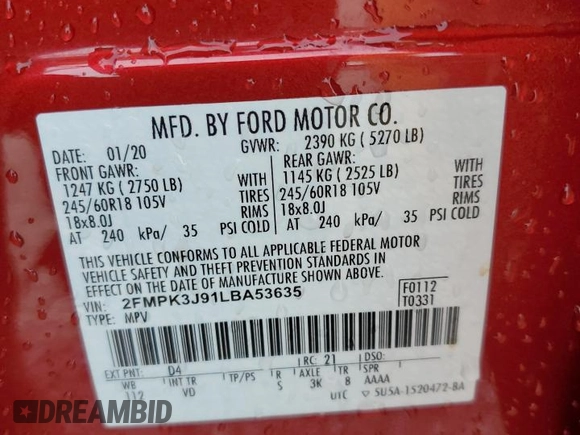 MFD. BY FORD MOTOR CO.
DATE: 01/20 GVWR: 2390 KG ( 5270 LB)
FRONT GAWR: REAR GAWR:
1247 KG ( 2750 LB) WITH 1145 KG ( 2525 LB) WITH
245/60R18 105V TIRES 245/60R18 105V TIRES
18x8.0J RIMS 18x8.0J RIMS
AT 240 kPa/ 35 PSI COLD AT 240 kPa/ 35 PSI COLD
THIS VEHICLE CONFORMS TO ALL APPLICABLE FEDERAL MOTOR
VEHICLE SAFETY AND THEFT PREVENTION STANDARDS IN
EFFECT ON THE DATE OF MANUFACTURE SHOWN ABOVE.
VIN: 2FMPK3J91LBA53635 F0112
TYPE: MPV T0331
EXT PNT: D4 RC: 21 DSO:
WB INT TR TP/PS R AXLE TR SPR
112 VD S 3K 8 AAAA
UTC 5U5A-1520472-BA
DREAMBID